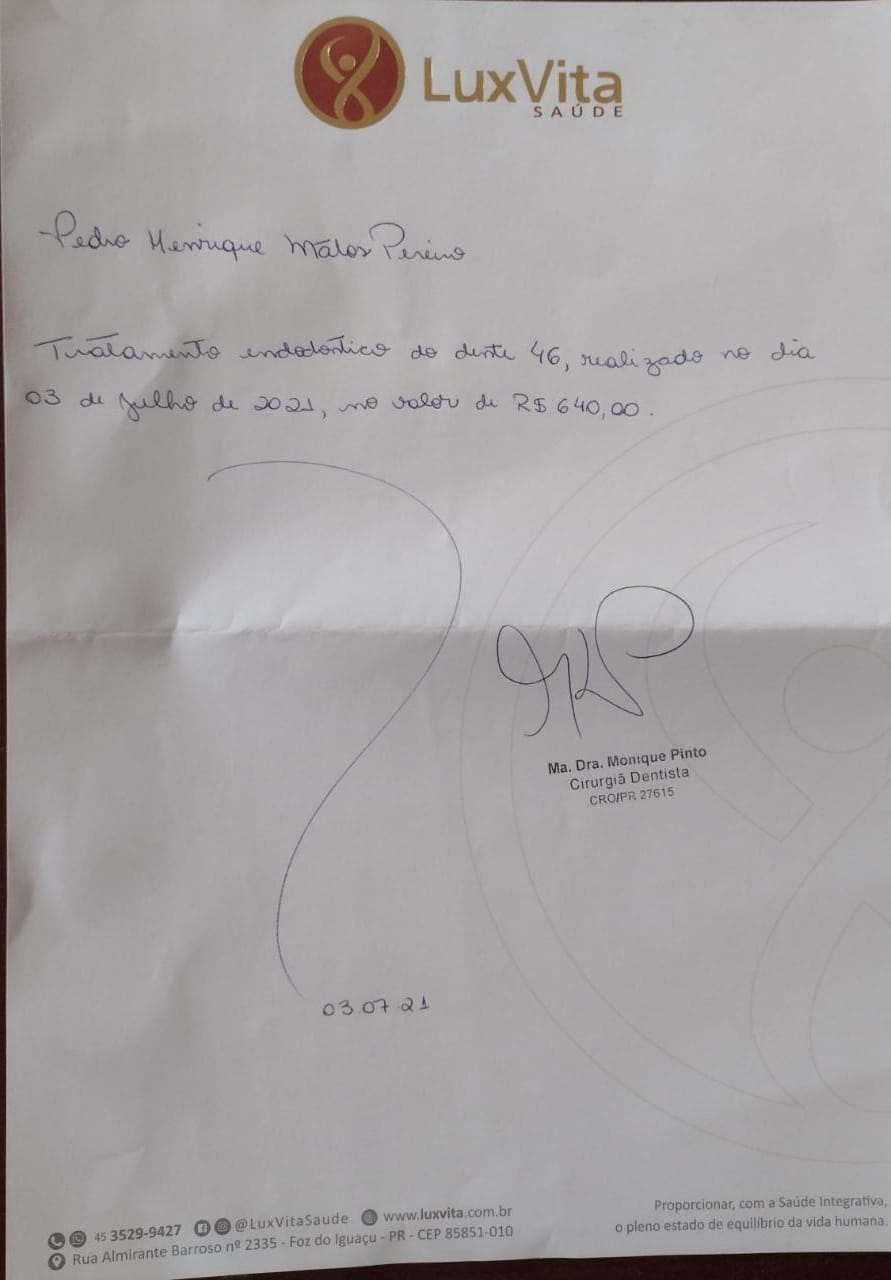 LuxVita
SAÚDE
Pedro Henrique Matos Pereira
Tratamento endodôntico do dente 46, realizado no dia
03 de julho de 2021, no valor de R$ 640,00.
Ma. Dra. Monique Pinto
Cirurgiã Dentista
CRO/PR 27615
03.07.21
45 3529-9427 @LuxVitaSaude www.luxvita.com.br
Rua Almirante Barroso nº 2335 - Foz do Iguaçu - PR - CEP 85851-010
Proporcionar, com a Saúde Integrativa,
o pleno estado de equilíbrio da vida humana.